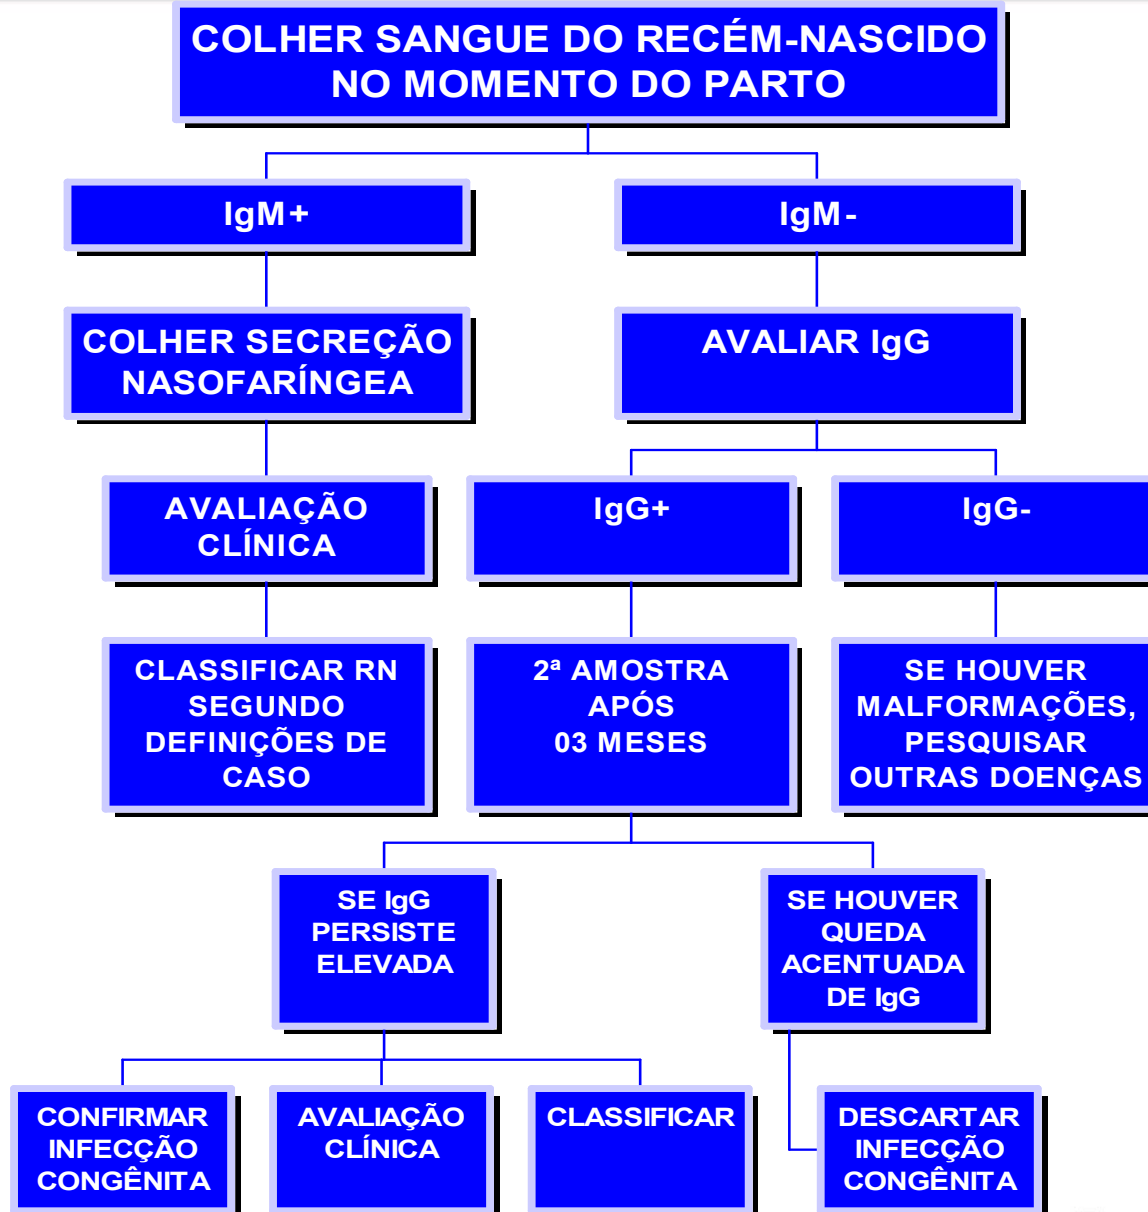 COLHER SANGUE DO RECÉM-NASCIDO
NO MOMENTO DO PARTO
IgM+
IgM-
COLHER SECREÇÃO
NASOFARÍNGEA
AVALIAR IgG
AVALIAÇÃO
CLÍNICA
IgG+
IgG-
CLASSIFICAR RN
SEGUNDO
DEFINIÇÕES DE
CASO
2ª AMOSTRA
APÓS
03 MESES
SE HOUVER
MALFORMAÇÕES,
PESQUISAR
OUTRAS DOENÇAS
SE IgG
PERSISTE
ELEVADA
SE HOUVER
QUEDA
ACENTUADA
DE IgG
CONFIRMAR
INFECÇÃO
CONGÊNITA
AVALIAÇÃO
CLÍNICA
CLASSIFICAR
DESCARTAR
INFECÇÃO
CONGÊNITA